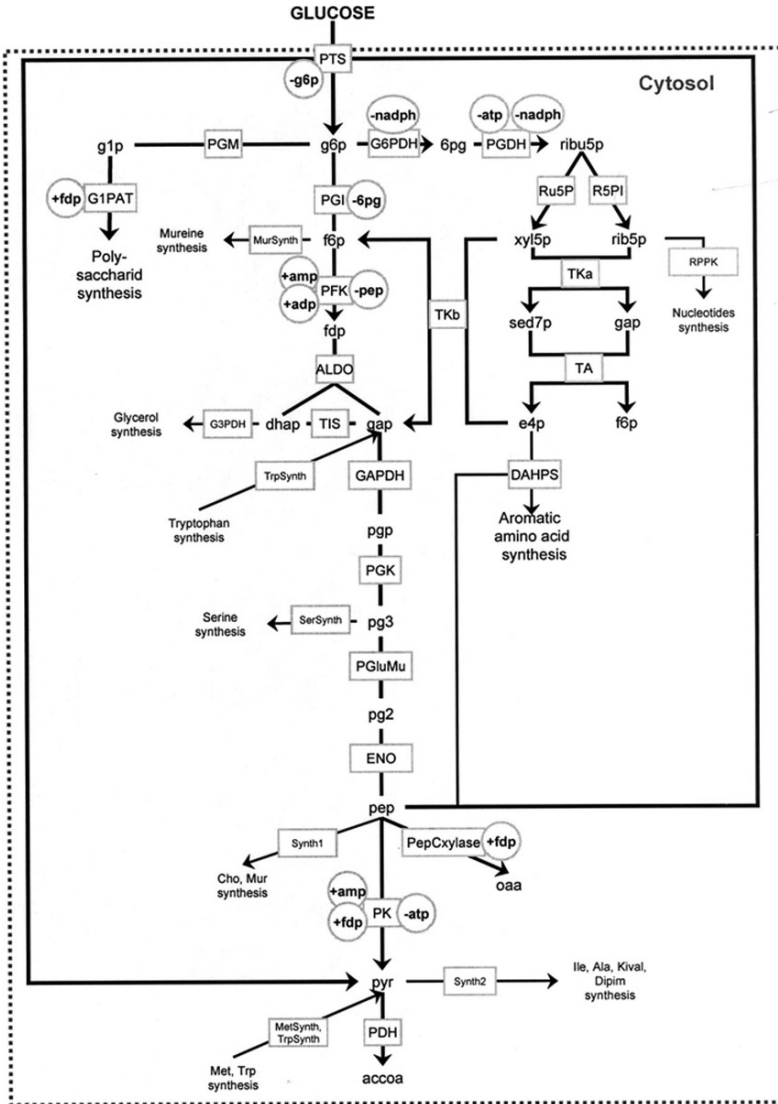 GLUCOSE
PTS
Cytosol
-g6p
-nadph
-atp
-nadph
g1p
PGM
g6p
G6PDH
6pg
PGDH
ribu5p
+fdp
G1PAT
PGI
-6pg
Ru5P
R5PI
Poly-
saccharid
synthesis
Mureine
synthesis
MurSynth
f6p
xyl5p
rib5p
RPPK
+amp
+adp
PFK
-pep
TKa
Nucleotides
synthesis
fdp
TKb
sed7p
gap
ALDO
TA
Glycerol
synthesis
G3PDH
dhap
TIS
gap
e4p
f6p
TrpSynth
GAPDH
DAHPS
Tryptophan
synthesis
pgp
Aromatic
amino acid
synthesis
PGK
Serine
synthesis
SerSynth
pg3
PGluMu
pg2
ENO
pep
Synth1
PepCxylase
+fdp
Cho, Mur
synthesis
oaa
+amp
+fdp
PK
-atp
pyr
Synth2
Ile, Ala, Kival,
Dipim
synthesis
MetSynth,
TrpSynth
PDH
Met, Trp
synthesis
accoa